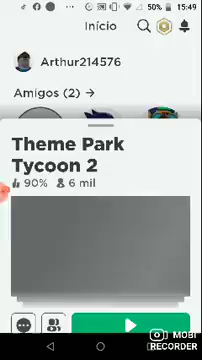 50% 15:49
Início
Arthur214576
Amigos (2) →
Theme Park
Tycoon 2
90% 6 mil
MOBI
RECORDER